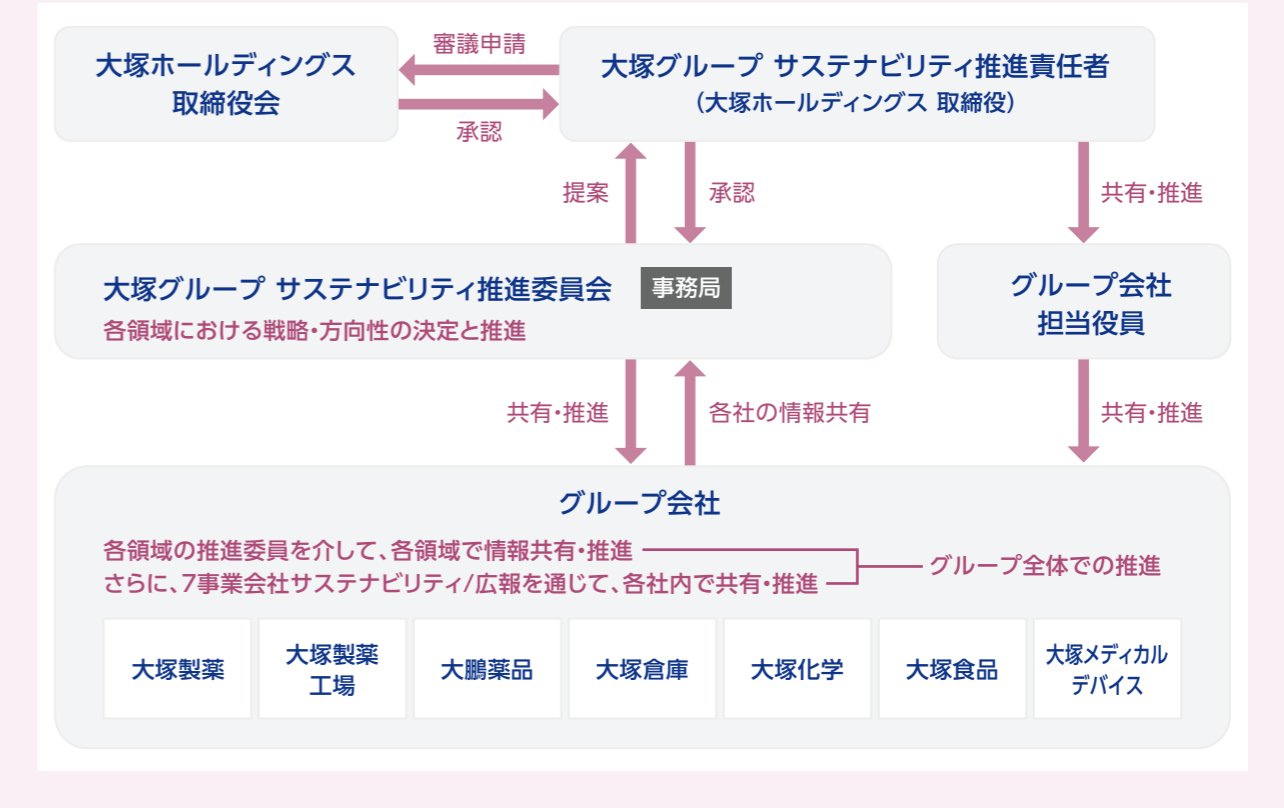 大塚ホールディングス
取締役会
審議申請
承認
大塚グループ サステナビリティ推進責任者
(大塚ホールディングス 取締役)
提案
承認
共有・推進
大塚グループ サステナビリティ推進委員会
事務局
各領域における戦略・方向性の決定と推進
グループ会社
担当役員
共有・推進
各社の情報共有
共有・推進
グループ会社
各領域の推進委員を介して、各領域で情報共有・推進
さらに、7事業会社サステナビリティ/広報を通じて、各社内で共有・推進
グループ全体での推進
大塚製薬
大塚製薬
工場
大鵬薬品
大塚倉庫
大塚化学
大塚食品
大塚メディカル
デバイス